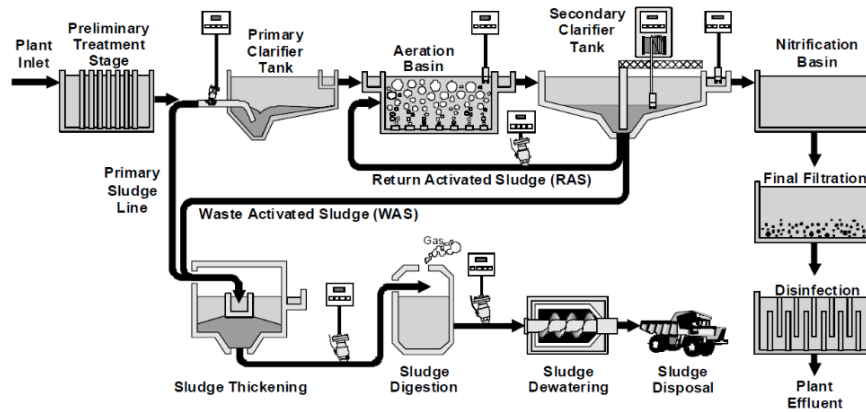 Plant
Inlet
Preliminary
Treatment
Stage
Primary
Clarifier
Tank
Aeration
Basin
Secondary
Clarifier
Tank
Nitrification
Basin
Return Activated Sludge (RAS)
Primary
Sludge
Line
Waste Activated Sludge (WAS)
Final Filtration
Gas
Disinfection
Sludge Thickening
Sludge
Digestion
Sludge
Dewatering
Sludge
Disposal
Plant
Effluent